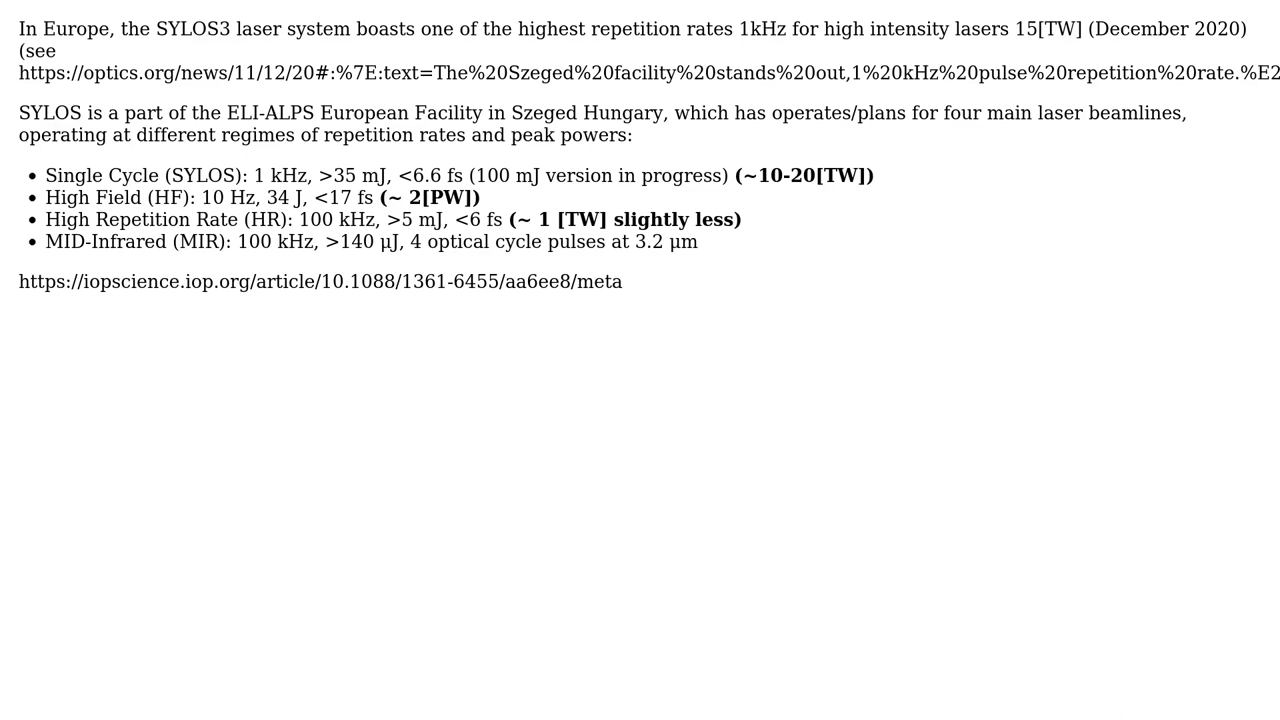 In Europe, the SYLOS3 laser system boasts one of the highest repetition rates 1kHz for high intensity lasers 15[TW] (December 2020)
(see
https://optics.org/news/11/12/20#:%7E:text=The%20Szeged%20facility%20stands%20out,1%20kHz%20pulse%20repetition%20rate.%E2
SYLOS is a part of the ELI-ALPS European Facility in Szeged Hungary, which has operates/plans for four main laser beamlines,
operating at different regimes of repetition rates and peak powers:
• Single Cycle (SYLOS): 1 kHz, >35 mJ, <6.6 fs (100 mJ version in progress) (~10-20[TW])
• High Field (HF): 10 Hz, 34 J, <17 fs (~ 2[PW])
• High Repetition Rate (HR): 100 kHz, >5 mJ, <6 fs (~ 1 [TW] slightly less)
• MID-Infrared (MIR): 100 kHz, >140 μJ, 4 optical cycle pulses at 3.2 μm
https://iopscience.iop.org/article/10.1088/1361-6455/aa6ee8/meta